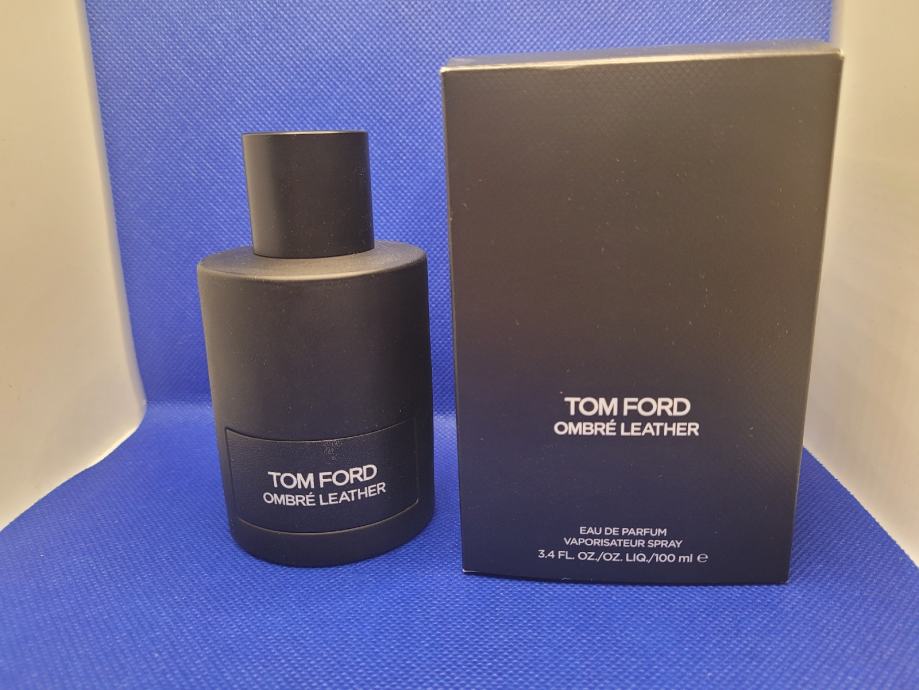 TOM FORD
OMBRÉ LEATHER
TOM FORD
OMBRÉ LEATHER
EAU DE PARFUM
VAPORISATEUR SPRAY
3.4 FL. OZ./OZ. LIQ./100 ml ℮